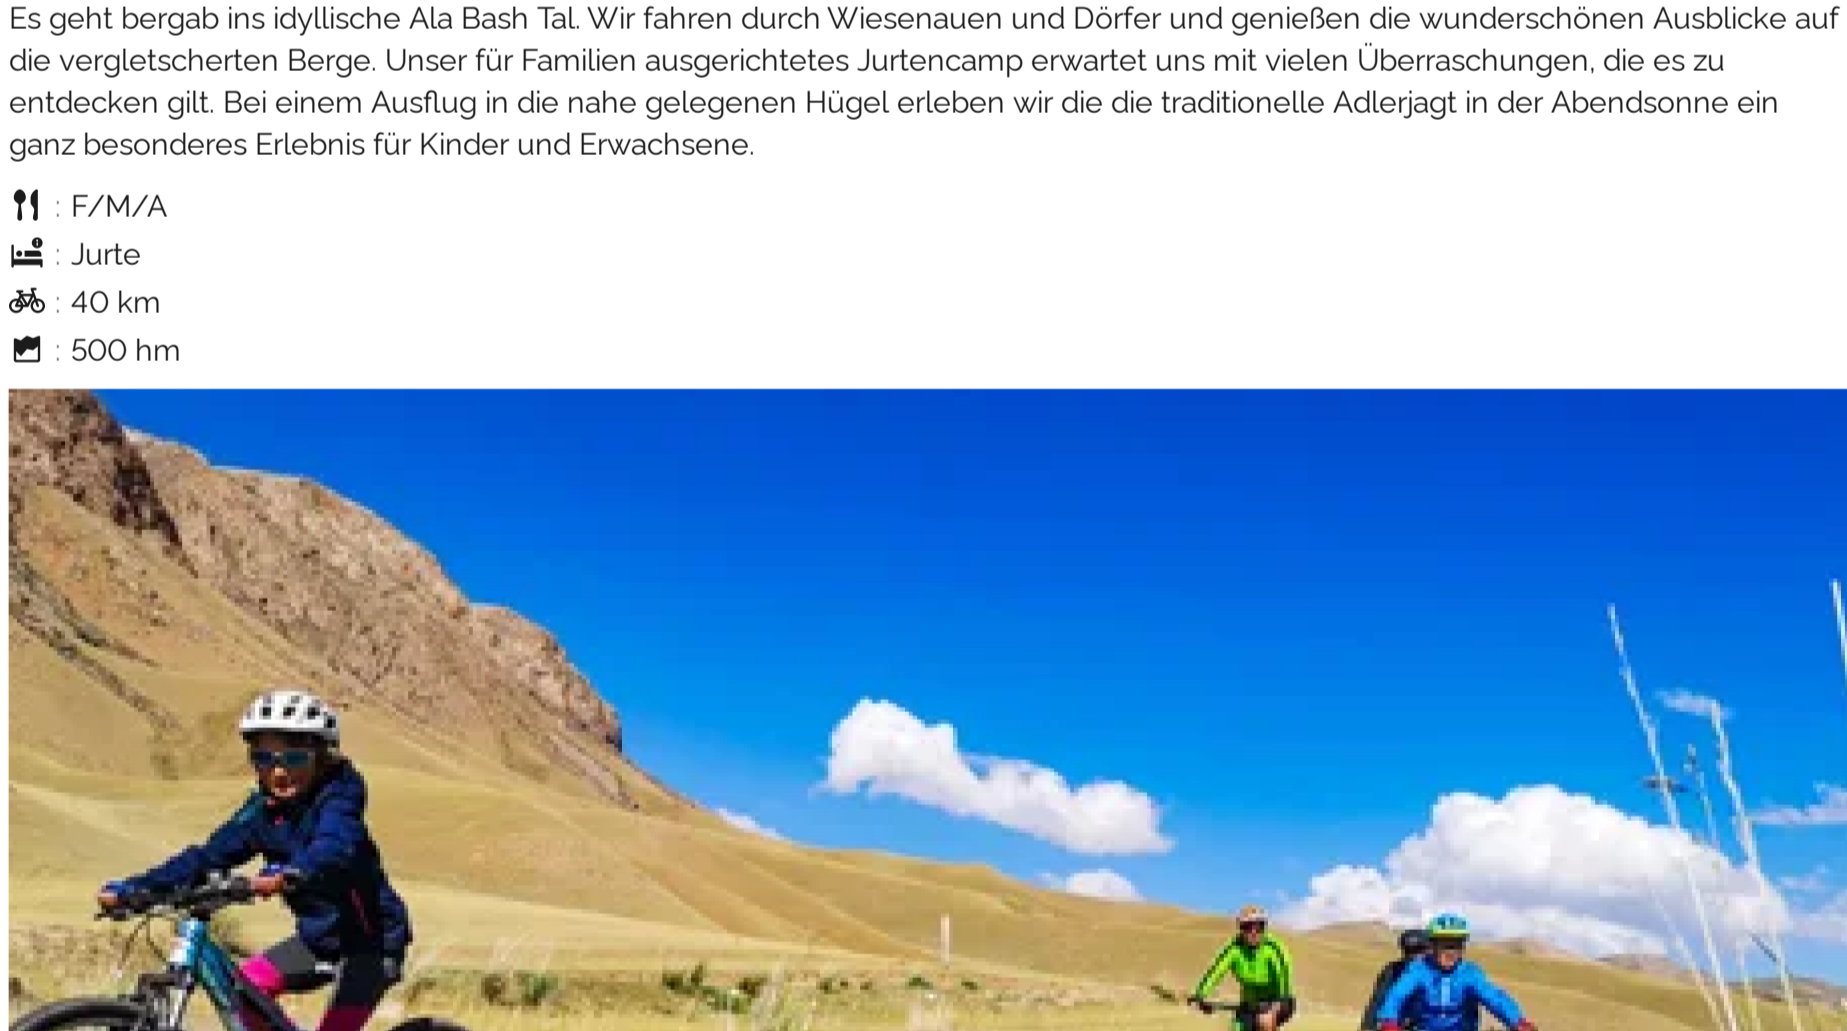 Es geht bergab ins idyllische Ala Bash Tal. Wir fahren durch Wiesenauen und Dörfer und genießen die wunderschönen Ausblicke auf
die vergletscherten Berge. Unser für Familien ausgerichtetes Jurtencamp erwartet uns mit vielen Überraschungen, die es zu
entdecken gilt. Bei einem Ausflug in die nahe gelegenen Hügel erleben wir die die traditionelle Adlerjagt in der Abendsonne ein
ganz besonderes Erlebnis für Kinder und Erwachsene.
: F/M/A
: Jurte
: 40 km
: 500 hm